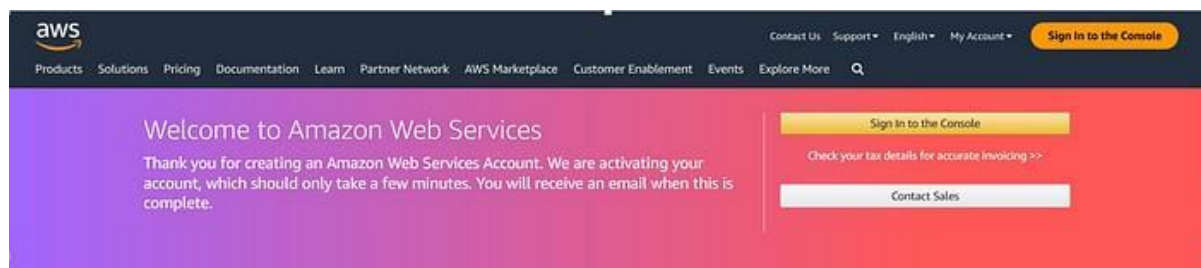 aws
Contact Us Support English My Account Sign In to the Console
Products Solutions Pricing Documentation Learn Partner Network AWS Marketplace Customer Enablement Events Explore More
Welcome to Amazon Web Services
Thank you for creating an Amazon Web Services Account. We are activating your
account, which should only take a few minutes. You will receive an email when this is
complete.
Sign In to the Console
Check your tax details for accurate invoicing >>
Contact Sales